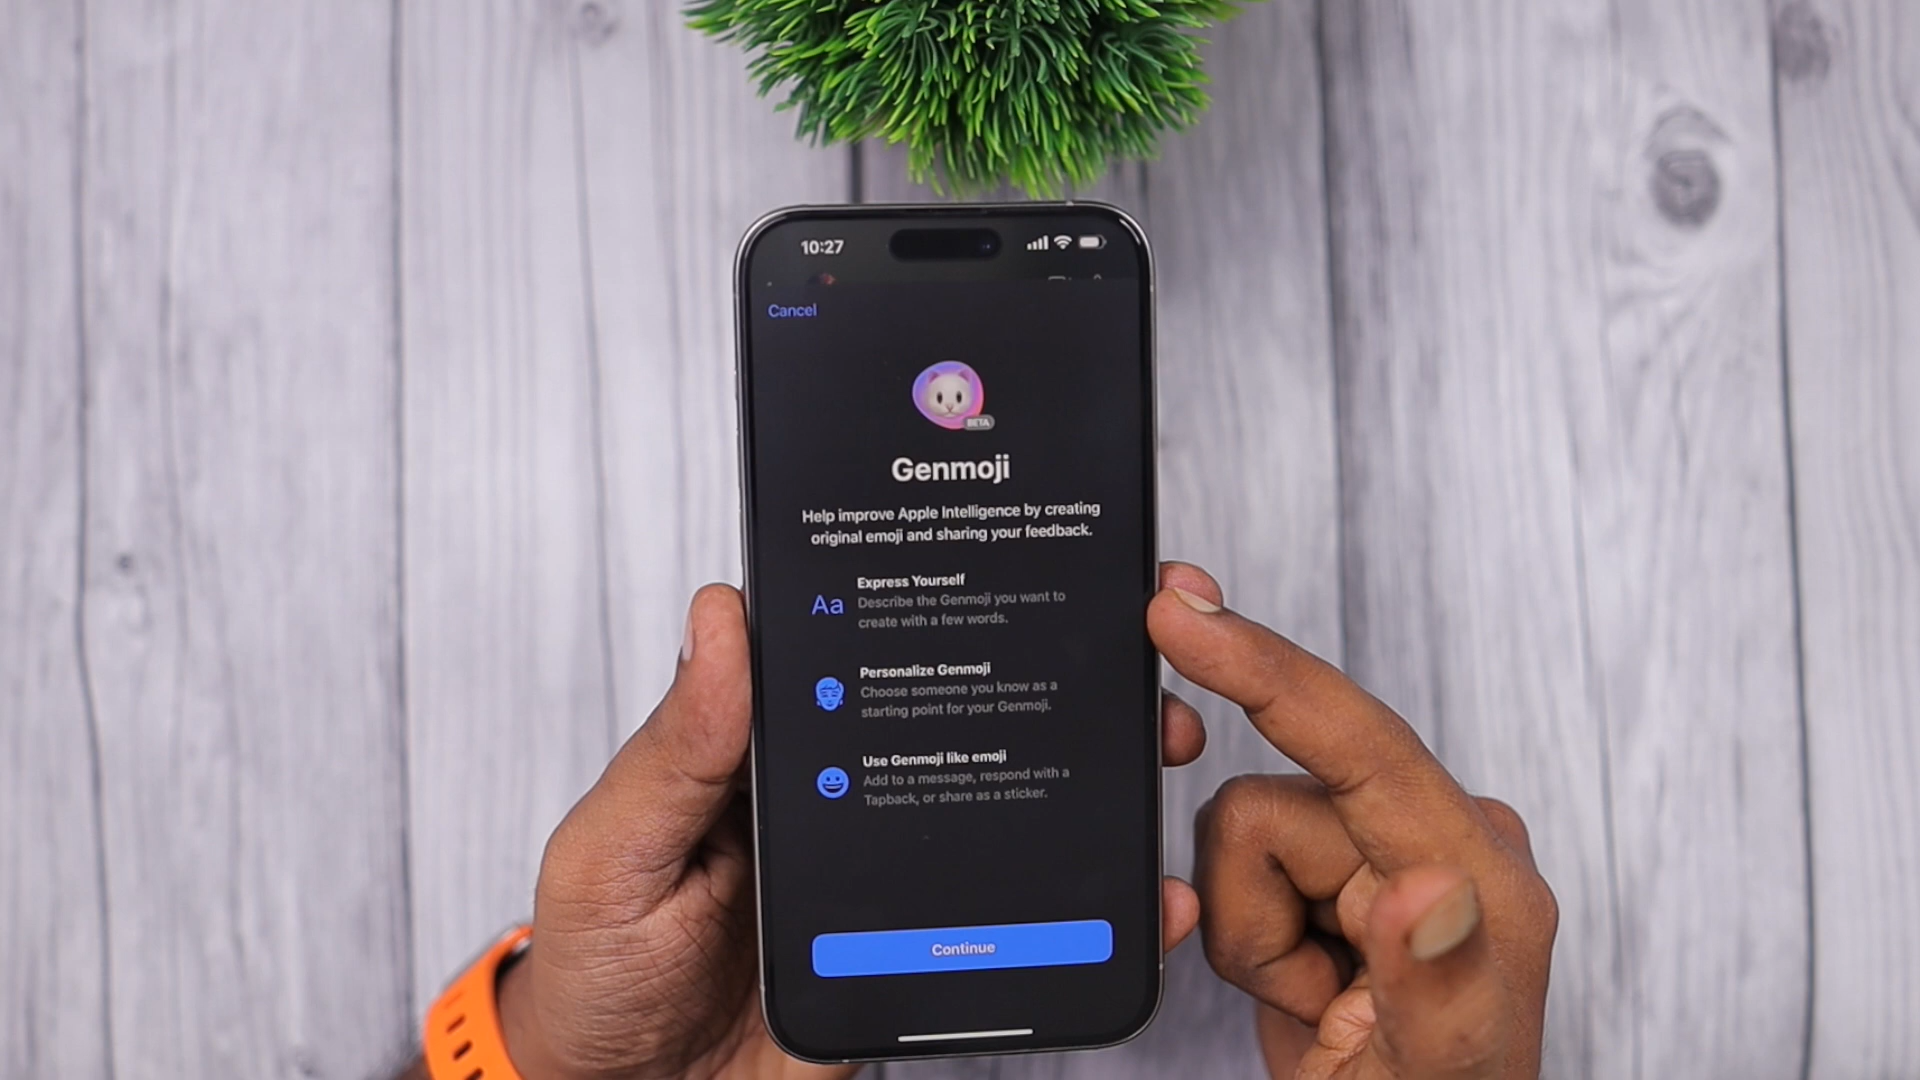 10:27
Cancel
BETA
Genmoji
Help improve Apple Intelligence by creating
original emoji and sharing your feedback.
Aa
Express Yourself
Describe the Genmoji you want to
create with a few words.
Personalize Genmoji
Choose someone you know as a
starting point for your Genmoji.
Use Genmoji like emoji
Add to a message, respond with a
Tapback, or share as a sticker.
Continue